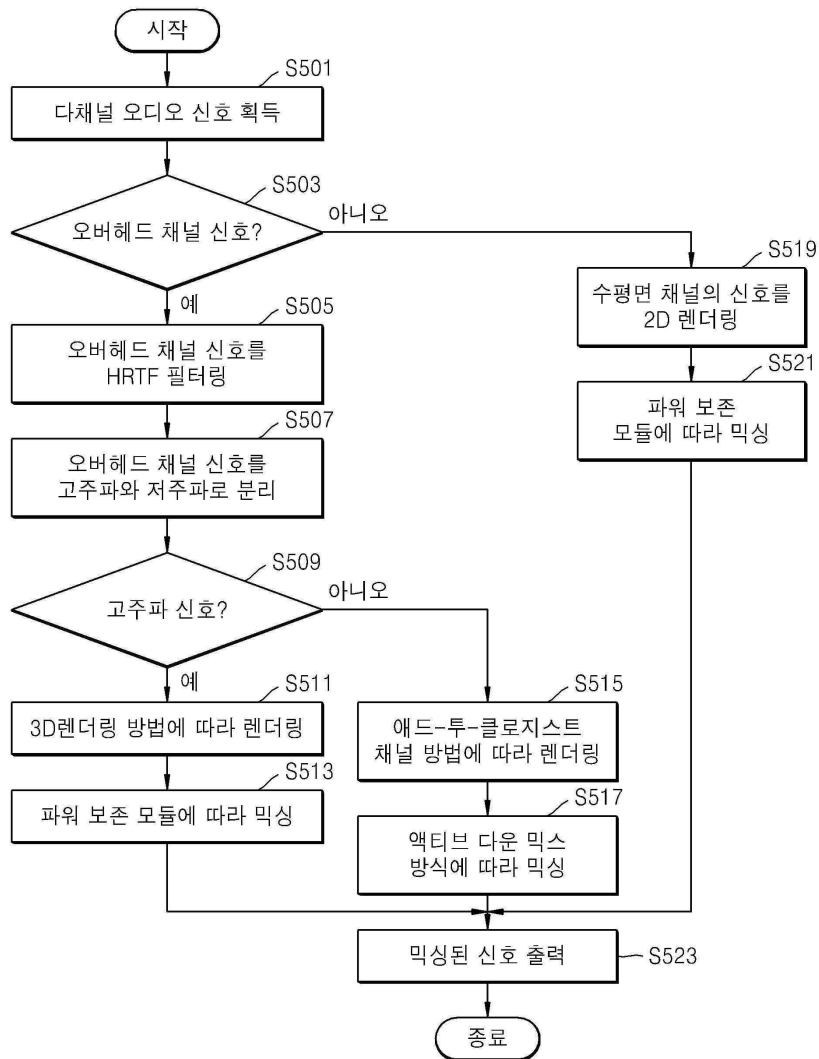 시작
S501
다채널 오디오 신호 획득
S503
오버헤드 채널 신호?
아니오
예
S505
오버헤드 채널 신호를
HRTF 필터링
S507
오버헤드 채널 신호를
고주파와 저주파로 분리
S509
고주파 신호?
아니오
예
S511
3D렌더링 방법에 따라 렌더링
S513
파워 보존 모듈에 따라 믹싱
S515
애드-투-클로지스트
채널 방법에 따라 렌더링
S517
액티브 다운 믹스
방식에 따라 믹싱
S519
수평면 채널의 신호를
2D 렌더링
S521
파워 보존
모듈에 따라 믹싱
믹싱된 신호 출력
S523
종료